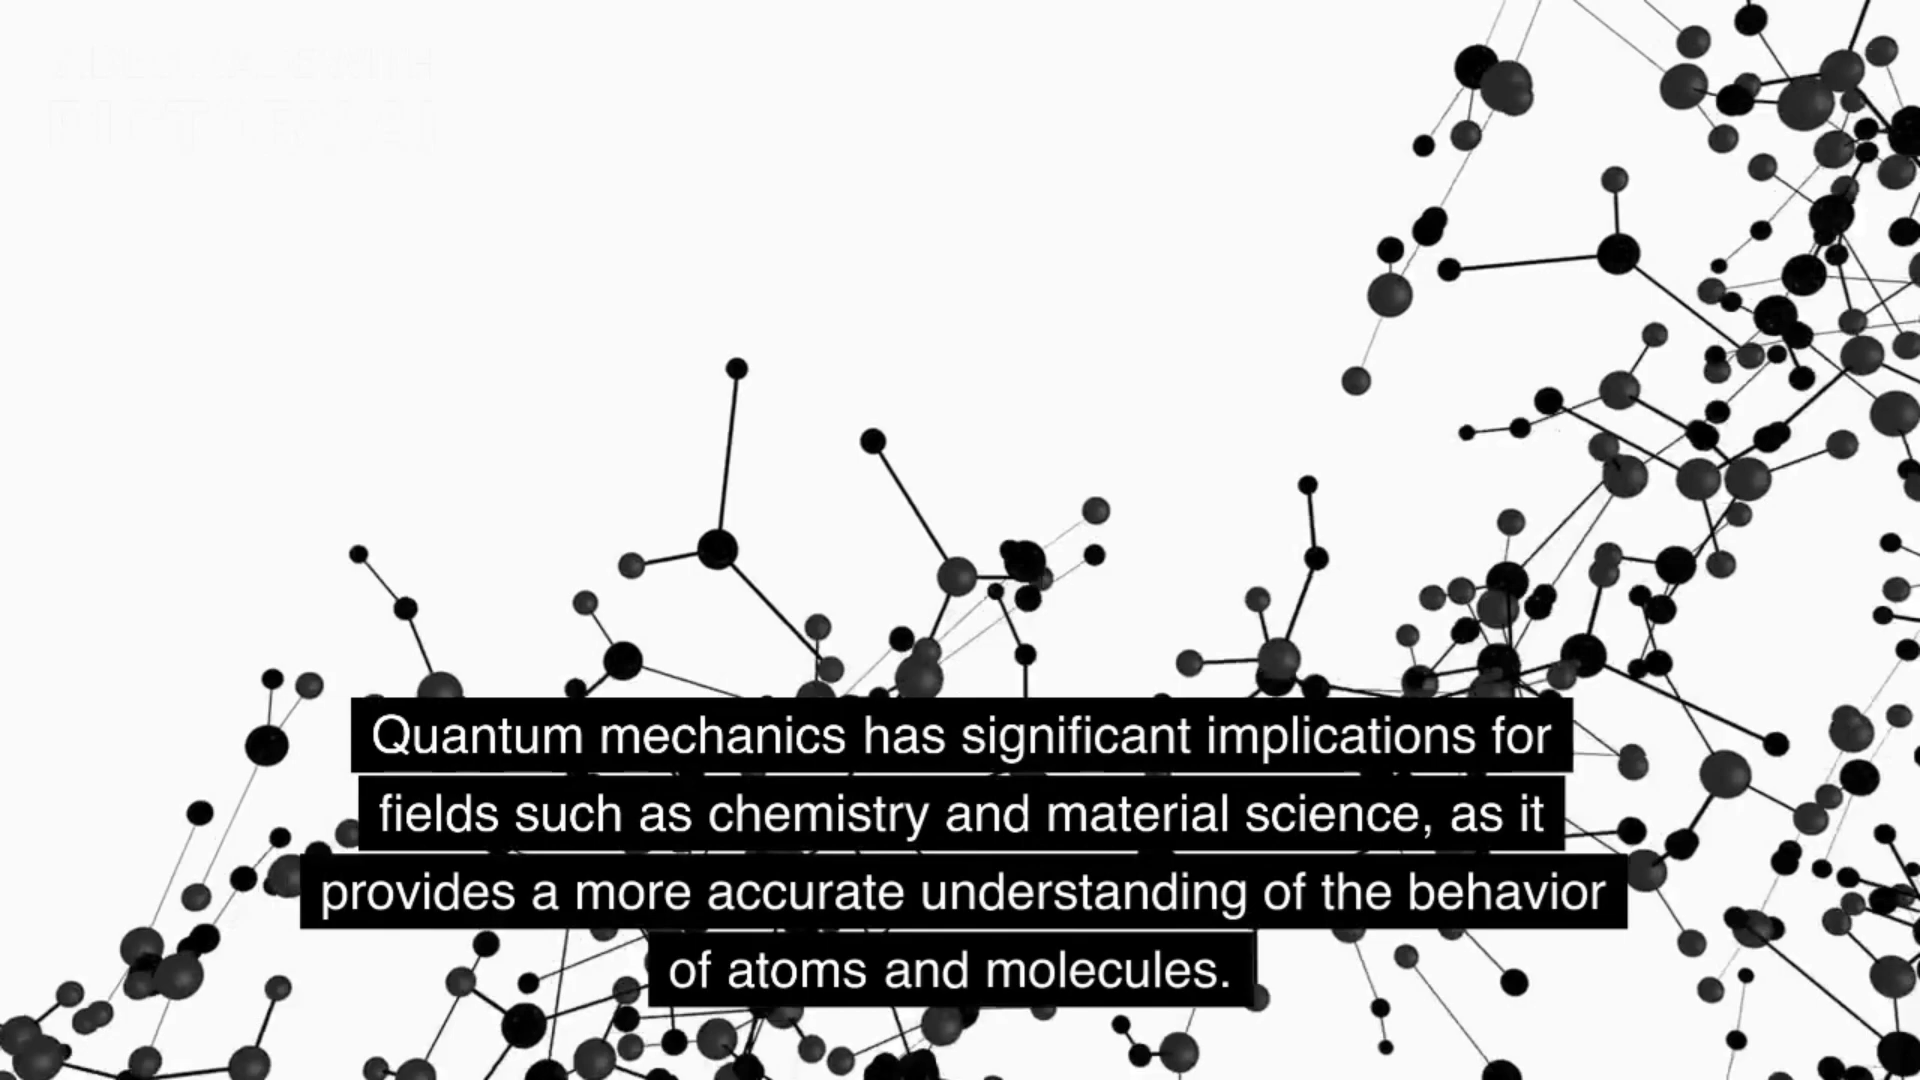 Quantum mechanics has significant implications for
fields such as chemistry and material science, as it
provides a more accurate understanding of the behavior
of atoms and molecules.